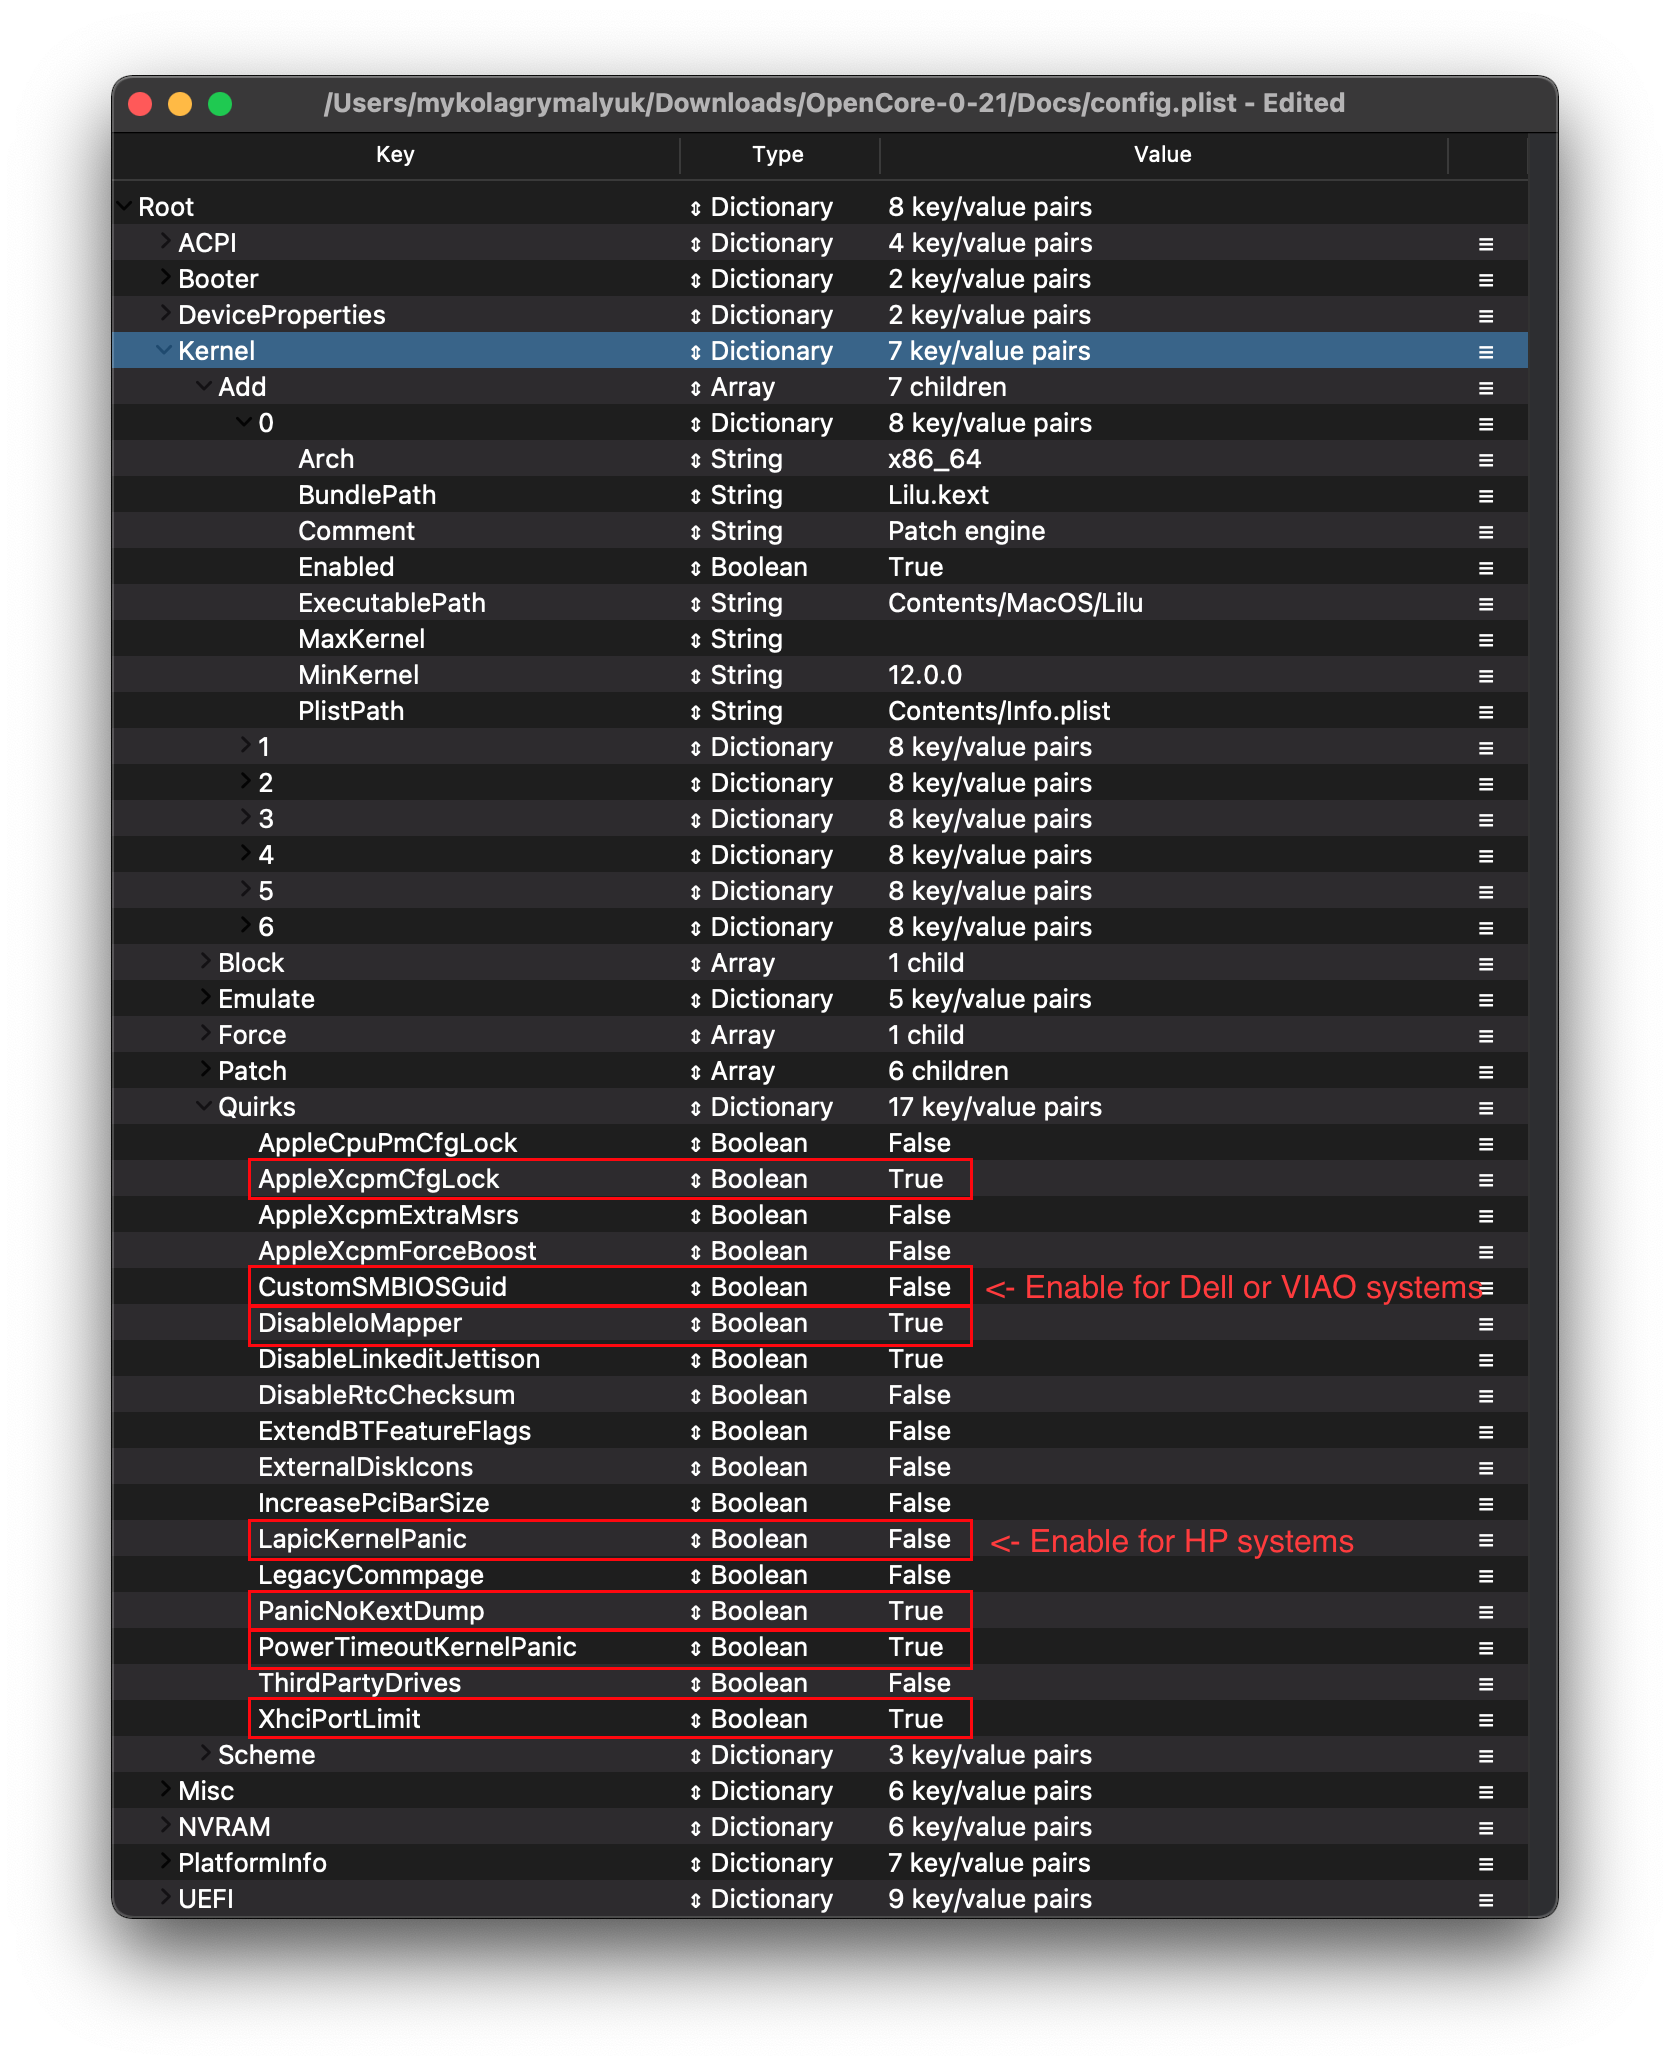 /Users/mykolagrymalyuk/Downloads/OpenCore-0-21/Docs/config.plist - Edited
Key Type Value
Root Dictionary 8 key/value pairs
ACPI Dictionary 4 key/value pairs
Booter Dictionary 2 key/value pairs
DeviceProperties Dictionary 2 key/value pairs
Kernel Dictionary 7 key/value pairs
Add Array 7 children
0 Dictionary 8 key/value pairs
Arch String x86_64
BundlePath String Lilu.kext
Comment String Patch engine
Enabled Boolean True
ExecutablePath String Contents/MacOS/Lilu
MaxKernel String
MinKernel String 12.0.0
PlistPath String Contents/Info.plist
1 Dictionary 8 key/value pairs
2 Dictionary 8 key/value pairs
3 Dictionary 8 key/value pairs
4 Dictionary 8 key/value pairs
5 Dictionary 8 key/value pairs
6 Dictionary 8 key/value pairs
Block Array 1 child
Emulate Dictionary 5 key/value pairs
Force Array 1 child
Patch Array 6 children
Quirks Dictionary 17 key/value pairs
AppleCpuPmCfgLock Boolean False
AppleXcpmCfgLock Boolean True
AppleXcpmExtraMsrs Boolean False
AppleXcpmForceBoost Boolean False
CustomSMBIOSGuid Boolean False <- Enable for Dell or VIAO systems
DisableIoMapper Boolean True
DisableLinkeditJettison Boolean True
DisableRtcChecksum Boolean False
ExtendBTFeatureFlags Boolean False
ExternalDiskIcons Boolean False
IncreasePciBarSize Boolean False
LapicKernelPanic Boolean False <- Enable for HP systems
LegacyCommpage Boolean False
PanicNoKextDump Boolean True
PowerTimeoutKernelPanic Boolean True
ThirdPartyDrives Boolean False
XhciPortLimit Boolean True
Scheme Dictionary 3 key/value pairs
Misc Dictionary 6 key/value pairs
NVRAM Dictionary 6 key/value pairs
PlatformInfo Dictionary 7 key/value pairs
UEFI Dictionary 9 key/value pairs